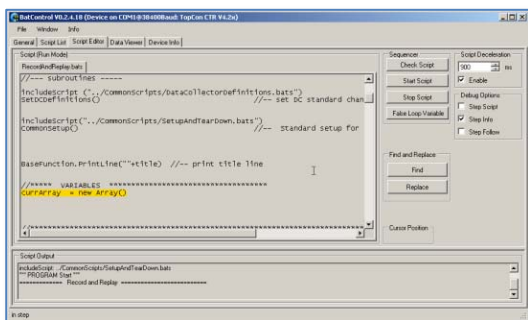 BatControl V0.2.4.18 (Device on COM1@38400Baud: TopCon CTR V4.2x)
File Window Info
General Script List Script Editor Data Viewer Device Info
Script (Run Mode)
RecordAndReplay.bats
//--- subroutines -----
includeScript ("../CommonScripts/DataCollectorDefinitions.bats")
SetDCDefinitions() //-- set DC standard chan
includeScript("../CommonScripts/SetupAndTearDown.bats")
CommonSetup() //-- Standard setup for
BaseFunction.PrintLine(""+title) //-- print title line
//***** VARIABLES **************************************
currArray = new Array()
Sequencer
Check Script
Start Script
Stop Script
False Loop Variable
Script Deceleration
900 ms
Enable
Debug Options
Step Script
Step Info
Step Follow
Find and Replace
Find
Replace
Cursor Position
Script Output
includeScript: ../CommonScripts/SetupAndTearDown.bats
*** PROGRAM Start ***
============= Record and Replay ==========================
in step